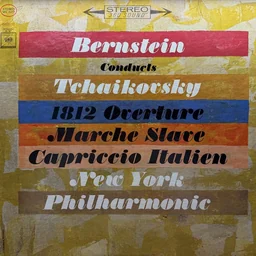 STEREO
Bernstein
Conducts
Tchaikovsky
1812 Overture
Marche Slave
Capriccio Italien
New York
Philharmonic